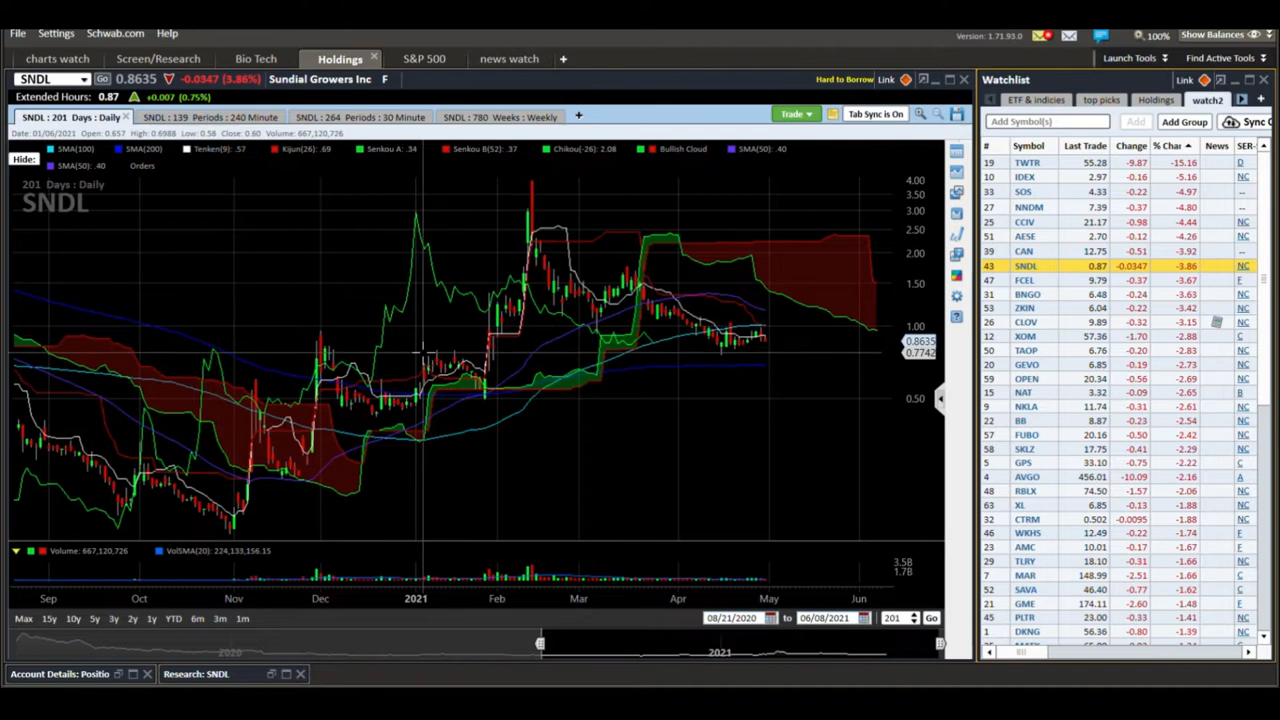 File Settings Schwab.com Help
Version: 1.71.93.0 100% Show Balances
charts watch Screen/Research Bio Tech Holdings S&P 500 news watch + Launch Tools Find Active Tools
SNDL Go 0.8635 -0.0347 (3.86%) Sundial Growers Inc F Hard to Borrow Link
Extended Hours: 0.87 +0.007 (0.75%)
SNDL : 201 Days : Daily SNDL : 139 Periods : 240 Minute SNDL : 264 Periods : 30 Minute SNDL : 780 Weeks : Weekly + Trade Tab Sync is On
Date: 01/06/2021 Open: 0.657 High: 0.6988 Low: 0.58 Close: 0.60 Volume: 667,120,726
SMA(100) SMA(200) Tenken(9): .57 Kijun(26): .69 Senkou A: .34 Senkou B(52): .37 Chikou(-26): 2.08 Bullish Cloud SMA(50): .40
Hide: SMA(50): .40 Orders
201 Days : Daily
SNDL
4.00
3.50
3.00
2.50
2.00
1.50
1.00
0.8635
0.7742
0.50
Volume: 667,120,726 VolSMA(20): 224,133,156.15
3.5B
1.7B
Sep Oct Nov Dec 2021 Feb Mar Apr May Jun
Max 15y 10y 5y 3y 2y 1y YTD 6m 3m 1m 08/21/2020 to 06/08/2021 201 Go
2020 2021
Account Details: Positio Research: SNDL
Watchlist Link
ETF & indicies top picks Holdings watch2 +
Add Symbol(s) Add Add Group Sync
# Symbol Last Trade Change % Char News SER-
19 TWTR 55.28 -9.87 -15.16 D
10 IDEX 2.97 -0.16 -5.16 NC
33 SOS 4.33 -0.22 -4.97 --
27 NNDM 7.39 -0.37 -4.80 --
25 CCIV 21.17 -0.98 -4.44 NC
51 AESE 2.70 -0.12 -4.26 NC
39 CAN 12.75 -0.51 -3.92 --
43 SNDL 0.87 -0.0347 -3.86 NC
47 FCEL 9.79 -0.37 -3.67 F
31 BNGO 6.48 -0.24 -3.63 NC
53 ZKIN 6.04 -0.22 -3.42 NC
26 CLOV 9.89 -0.32 -3.15 NC
12 XOM 57.36 -1.70 -2.88 C
50 TAOP 6.76 -0.20 -2.83 NC
20 GEVO 6.85 -0.19 -2.73 NC
59 OPEN 20.34 -0.56 -2.69 NC
15 NAT 3.32 -0.09 -2.65 B
9 NKLA 11.74 -0.31 -2.61 NC
22 BB 8.87 -0.23 -2.54 NC
57 FUBO 20.16 -0.50 -2.42 NC
58 SKLZ 17.75 -0.41 -2.29 NC
5 GPS 33.10 -0.75 -2.22 C
4 AVGO 456.01 -10.09 -2.16 A
48 RBLX 74.50 -1.57 -2.06 NC
63 XL 6.85 -0.13 -1.88 NC
32 CTRM 0.502 -0.0095 -1.88 NC
46 WKHS 12.49 -0.22 -1.74 F
23 AMC 10.01 -0.17 -1.67 F
29 TLRY 18.10 -0.31 -1.66 NC
7 MAR 148.99 -2.51 -1.66 C
52 SAVA 46.40 -0.77 -1.62 C
21 GME 174.11 -2.60 -1.48 F
45 PLTR 23.00 -0.33 -1.41 NC
1 DKNG 56.36 -0.80 -1.39 NC